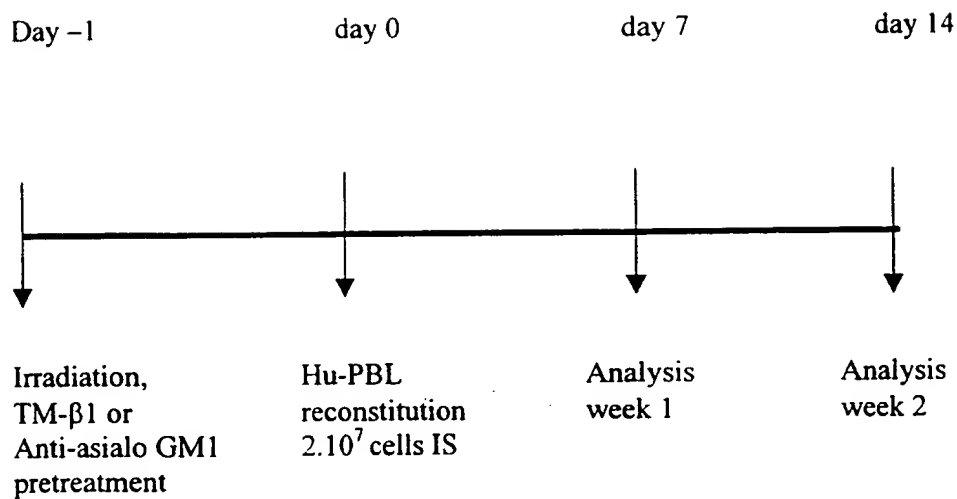 Day –1
day 0
day 7
day 14
Irradiation,
TM-β1 or
Anti-asialo GM1
pretreatment
Hu-PBL
reconstitution
2.10⁷ cells IS
Analysis
week 1
Analysis
week 2